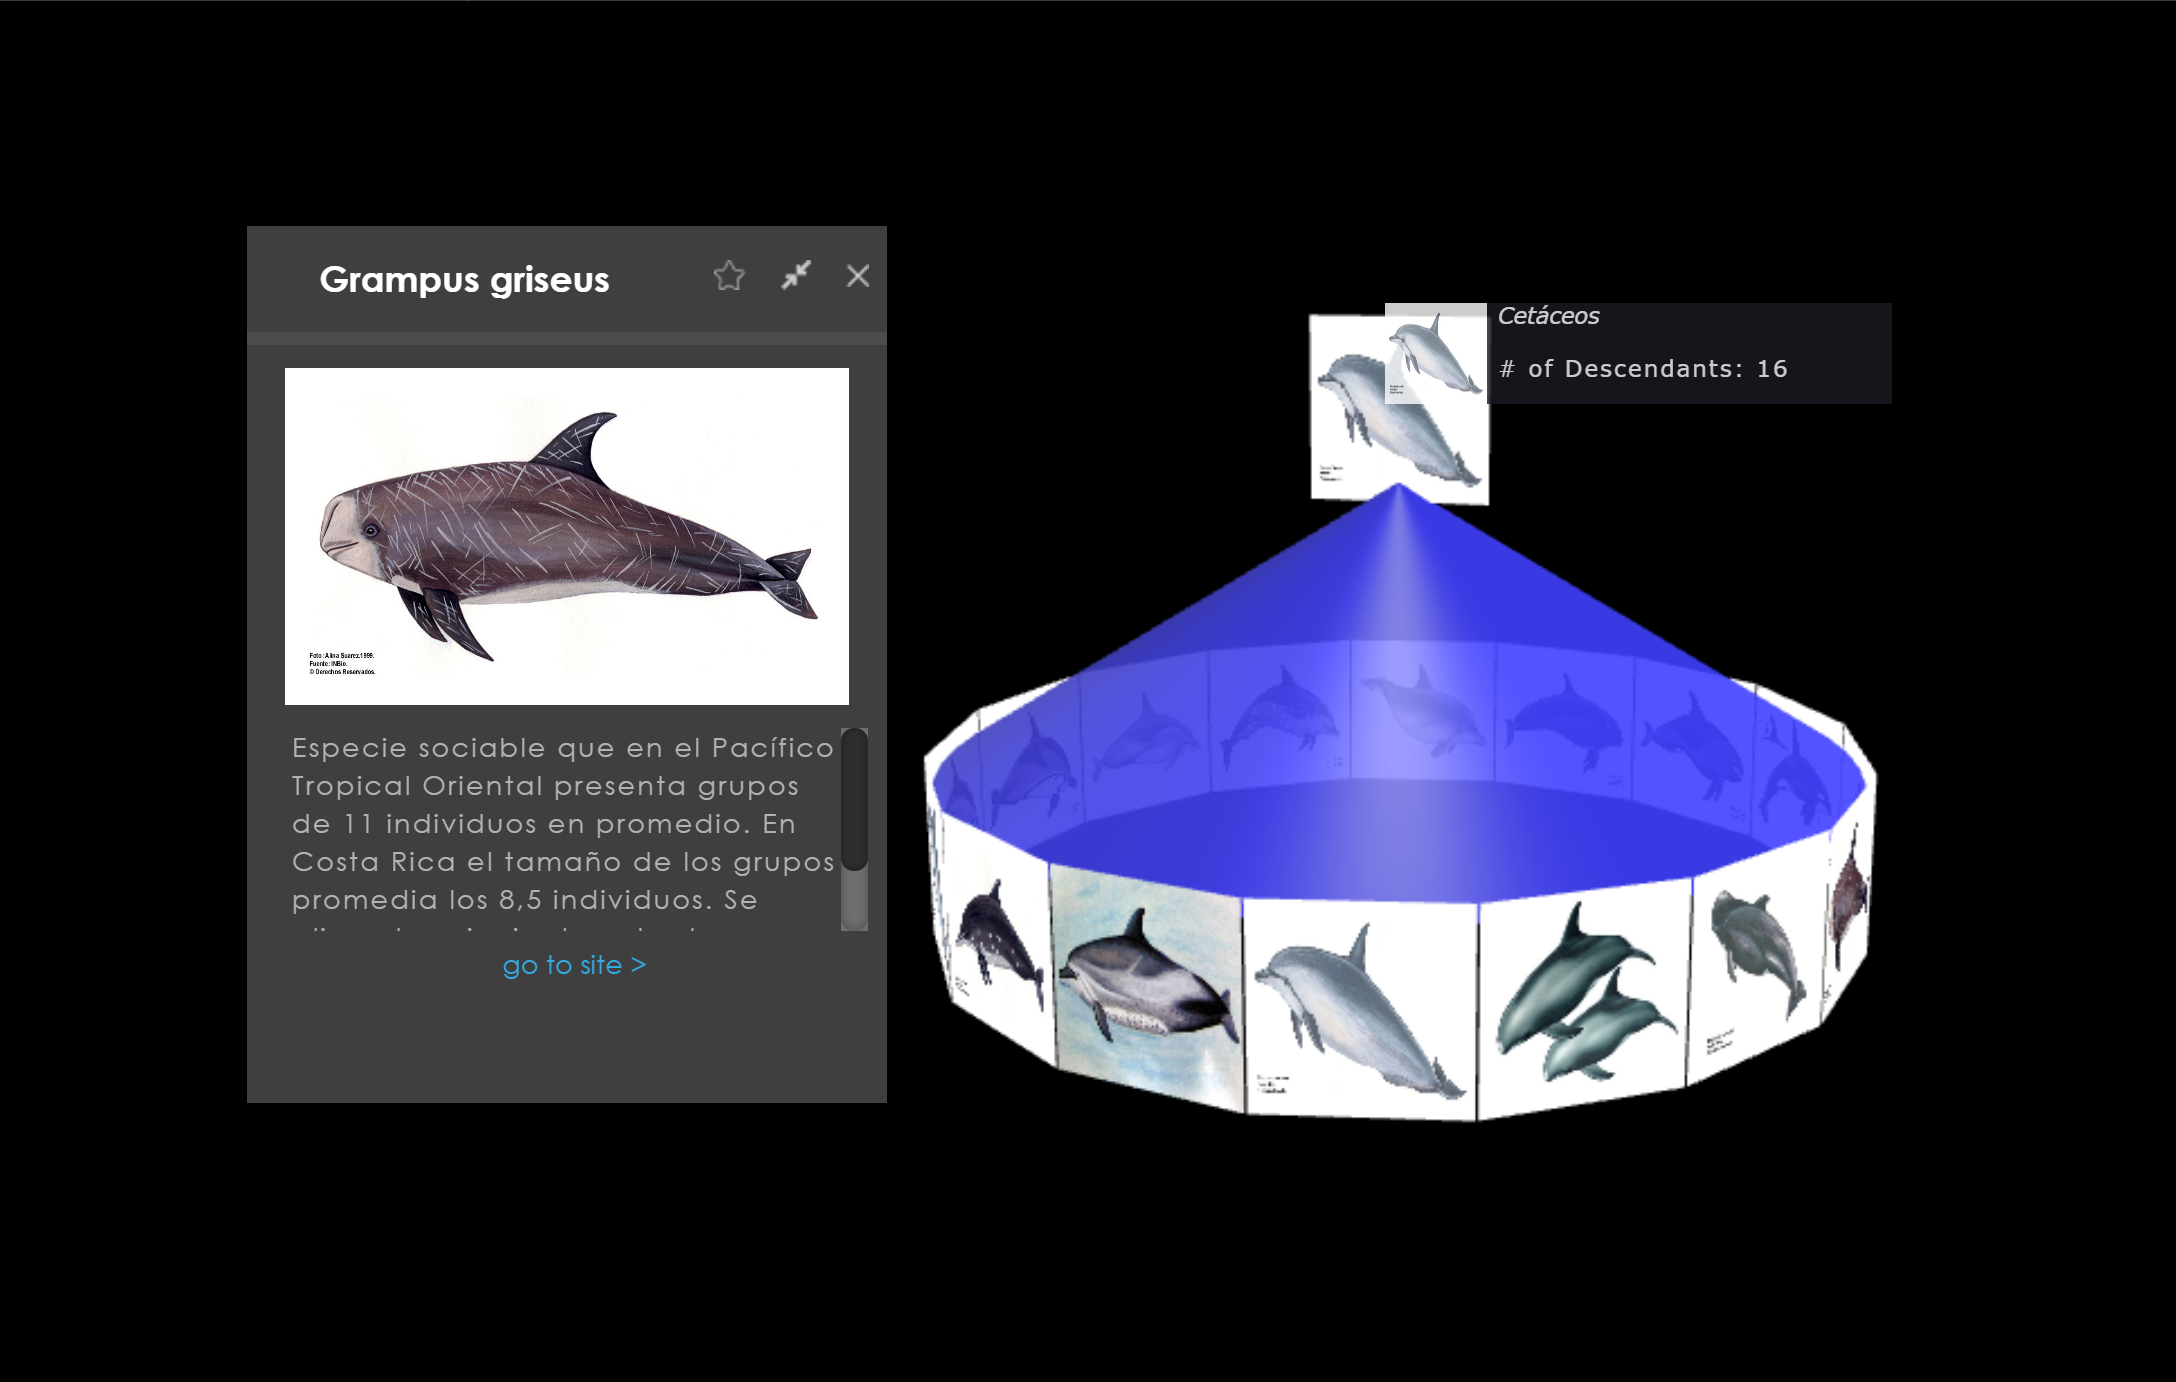 Grampus griseus
Foto: Alina Suarez.1999.
Fuente: INBio.
© Derechos Reservados.
Especie sociable que en el Pacífico
Tropical Oriental presenta grupos
de 11 individuos en promedio. En
Costa Rica el tamaño de los grupos
promedia los 8,5 individuos. Se
go to site >
Cetáceos
# of Descendants: 16